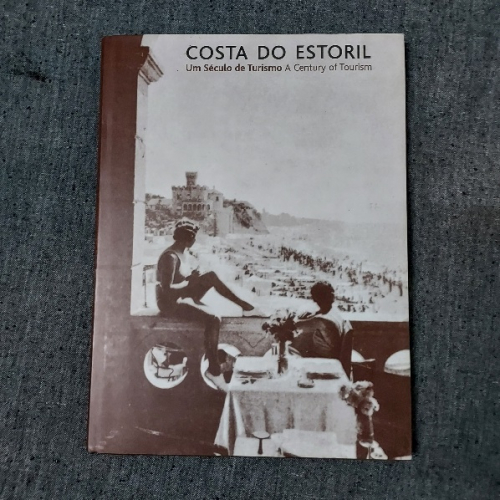 COSTA DO ESTORIL
Um Século de Turismo A Century of Tourism